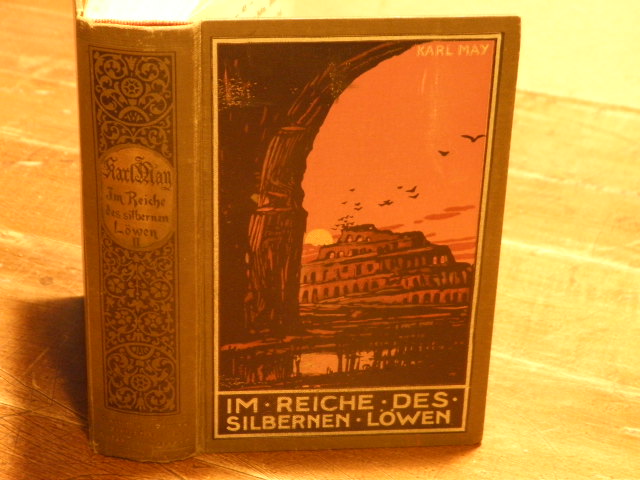 Karl May
Im Reiche
des silbernen
Löwen
II
KARL MAY
IM · REICHE · DES ·
SILBERNEN · LÖWEN